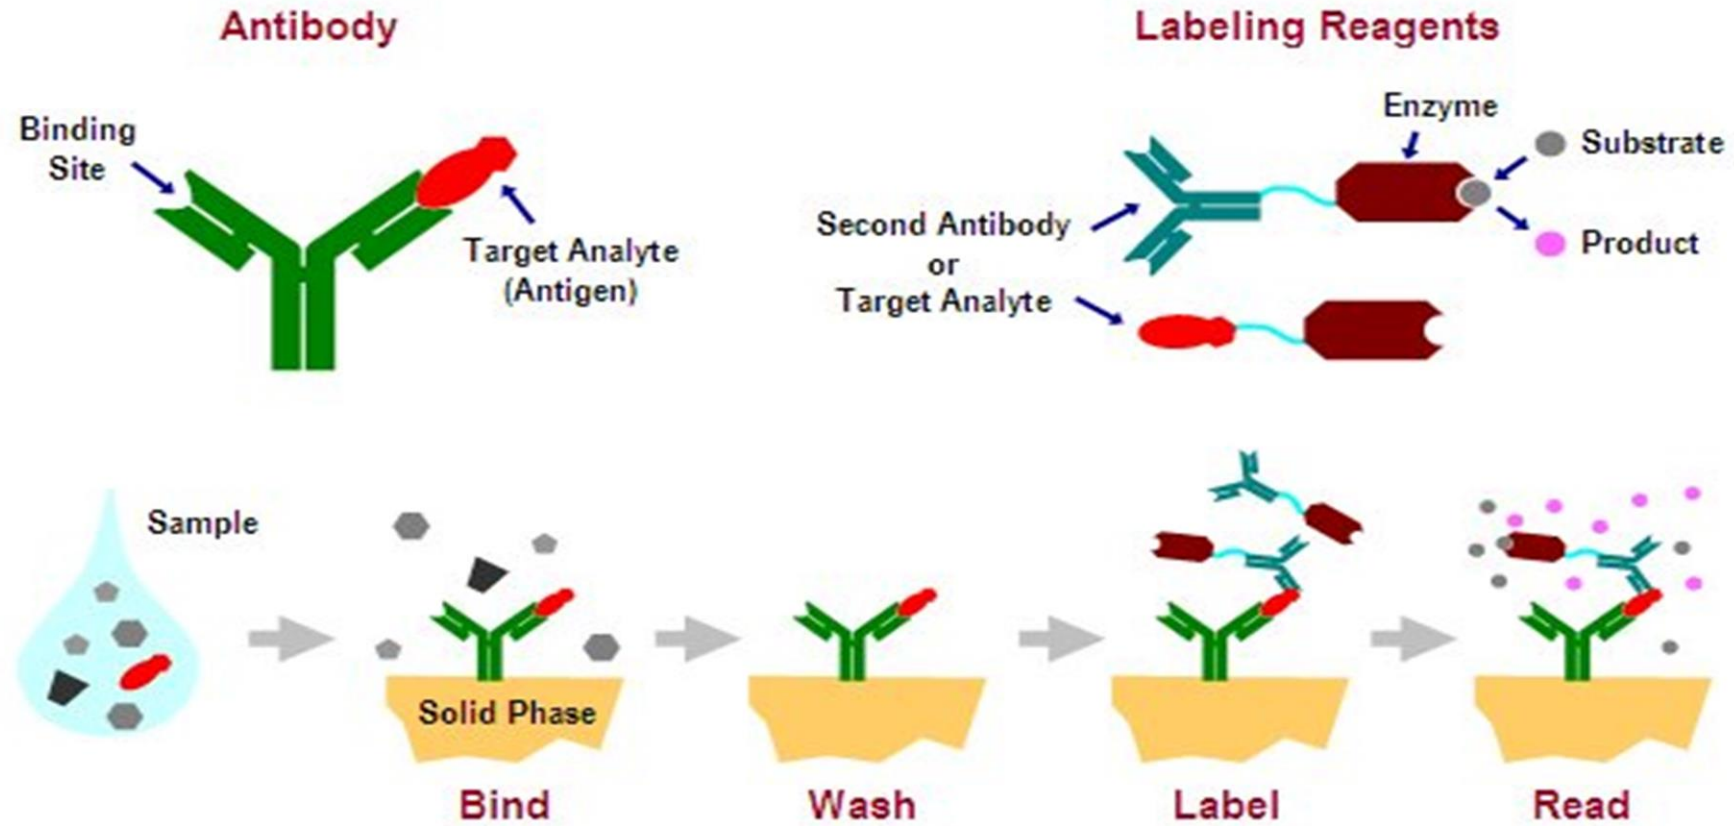 Antibody
Labeling Reagents
Binding
Site
Target Analyte
(Antigen)
Enzyme
Substrate
Product
Second Antibody
or
Target Analyte
Sample
Solid Phase
Bind
Wash
Label
Read